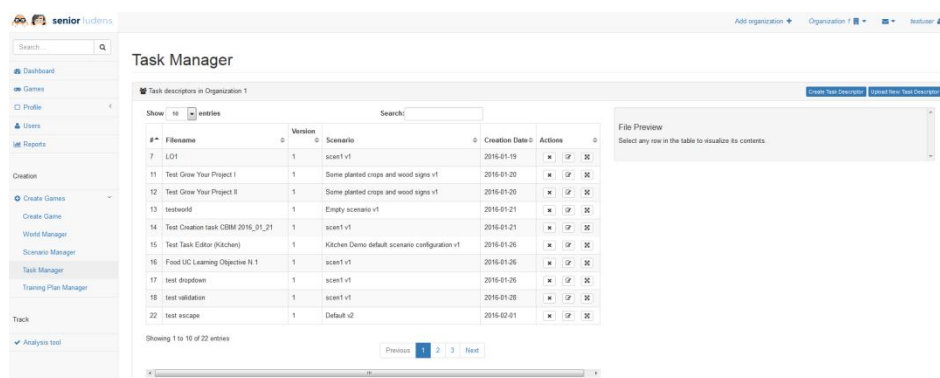 senior ludens
Add organization
Organization 1
testuser
Search...
Dashboard
Games
Profile
Users
Reports
Creation
Create Games
Create Game
World Manager
Scenario Manager
Task Manager
Training Plan Manager
Track
Analysis tool
Task Manager
Task descriptors in Organization 1
Create Task Descriptor Upload New Task Descriptor
Show 10 entries Search:
# Filename Version Scenario Creation Date Actions
7 LO1 1 scen1 v1 2016-01-19
11 Test Grow Your Project I 1 Some planted crops and wood signs v1 2016-01-20
12 Test Grow Your Project II 1 Some planted crops and wood signs v1 2016-01-20
13 testworld 1 Empty scenario v1 2016-01-21
14 Test Creation task CBIM 2016_01_21 1 scen1 v1 2016-01-21
15 Test Task Editor (Kitchen) 1 Kitchen Demo default scenario configuration v1 2016-01-26
16 Food UC Learning Objective N.1 1 scen1 v1 2016-01-26
17 test dropdown 1 scen1 v1 2016-01-26
18 test validation 1 scen1 v1 2016-01-28
22 test escape 1 Default v2 2016-02-01
Showing 1 to 10 of 22 entries
Previous 1 2 3 Next
File Preview
Select any row in the table to visualize its contents.